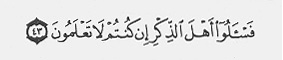 فَسْـَٔلُوٓا۟ أَهْلَ ٱلذِّكْرِ إِن كُنتُمْ لَا تَعْلَمُونَ ٤٣